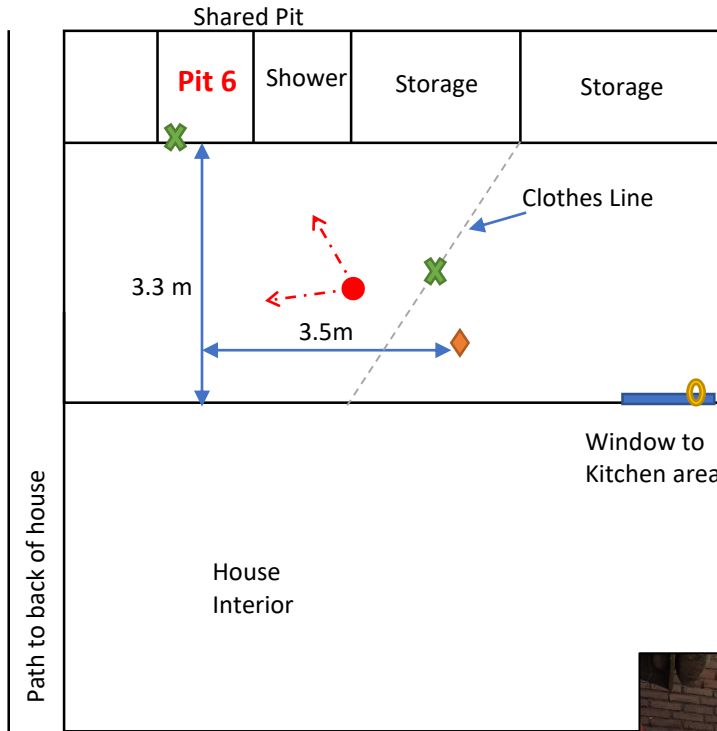 Shared Pit
Pit 6
Shower
Storage
Storage
Clothes Line
3.3 m
3.5m
Window to
Kitchen area
House
Interior
Path to back of house